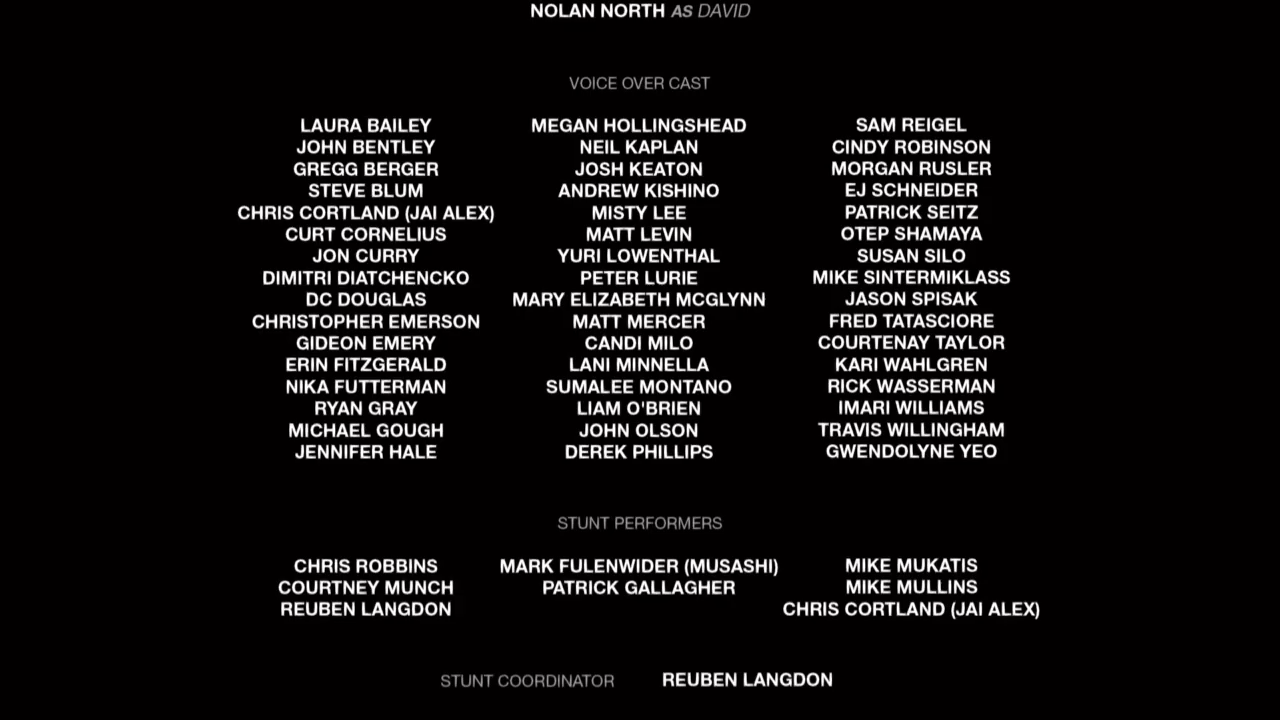 NOLAN NORTH AS DAVID
VOICE OVER CAST
LAURA BAILEY
JOHN BENTLEY
GREGG BERGER
STEVE BLUM
CHRIS CORTLAND (JAI ALEX)
CURT CORNELIUS
JON CURRY
DIMITRI DIATCHENCKO
DC DOUGLAS
CHRISTOPHER EMERSON
GIDEON EMERY
ERIN FITZGERALD
NIKA FUTTERMAN
RYAN GRAY
MICHAEL GOUGH
JENNIFER HALE
MEGAN HOLLINGSHEAD
NEIL KAPLAN
JOSH KEATON
ANDREW KISHINO
MISTY LEE
MATT LEVIN
YURI LOWENTHAL
PETER LURIE
MARY ELIZABETH MCGLYNN
MATT MERCER
CANDI MILO
LANI MINNELLA
SUMALEE MONTANO
LIAM O'BRIEN
JOHN OLSON
DEREK PHILLIPS
SAM REIGEL
CINDY ROBINSON
MORGAN RUSLER
EJ SCHNEIDER
PATRICK SEITZ
OTEP SHAMAYA
SUSAN SILO
MIKE SINTERMIKLASS
JASON SPISAK
FRED TATASCIORE
COURTENAY TAYLOR
KARI WAHLGREN
RICK WASSERMAN
IMARI WILLIAMS
TRAVIS WILLINGHAM
GWENDOLYNE YEO
STUNT PERFORMERS
CHRIS ROBBINS
COURTNEY MUNCH
REUBEN LANGDON
MARK FULENWIDER (MUSASHI)
PATRICK GALLAGHER
MIKE MUKATIS
MIKE MULLINS
CHRIS CORTLAND (JAI ALEX)
STUNT COORDINATOR REUBEN LANGDON